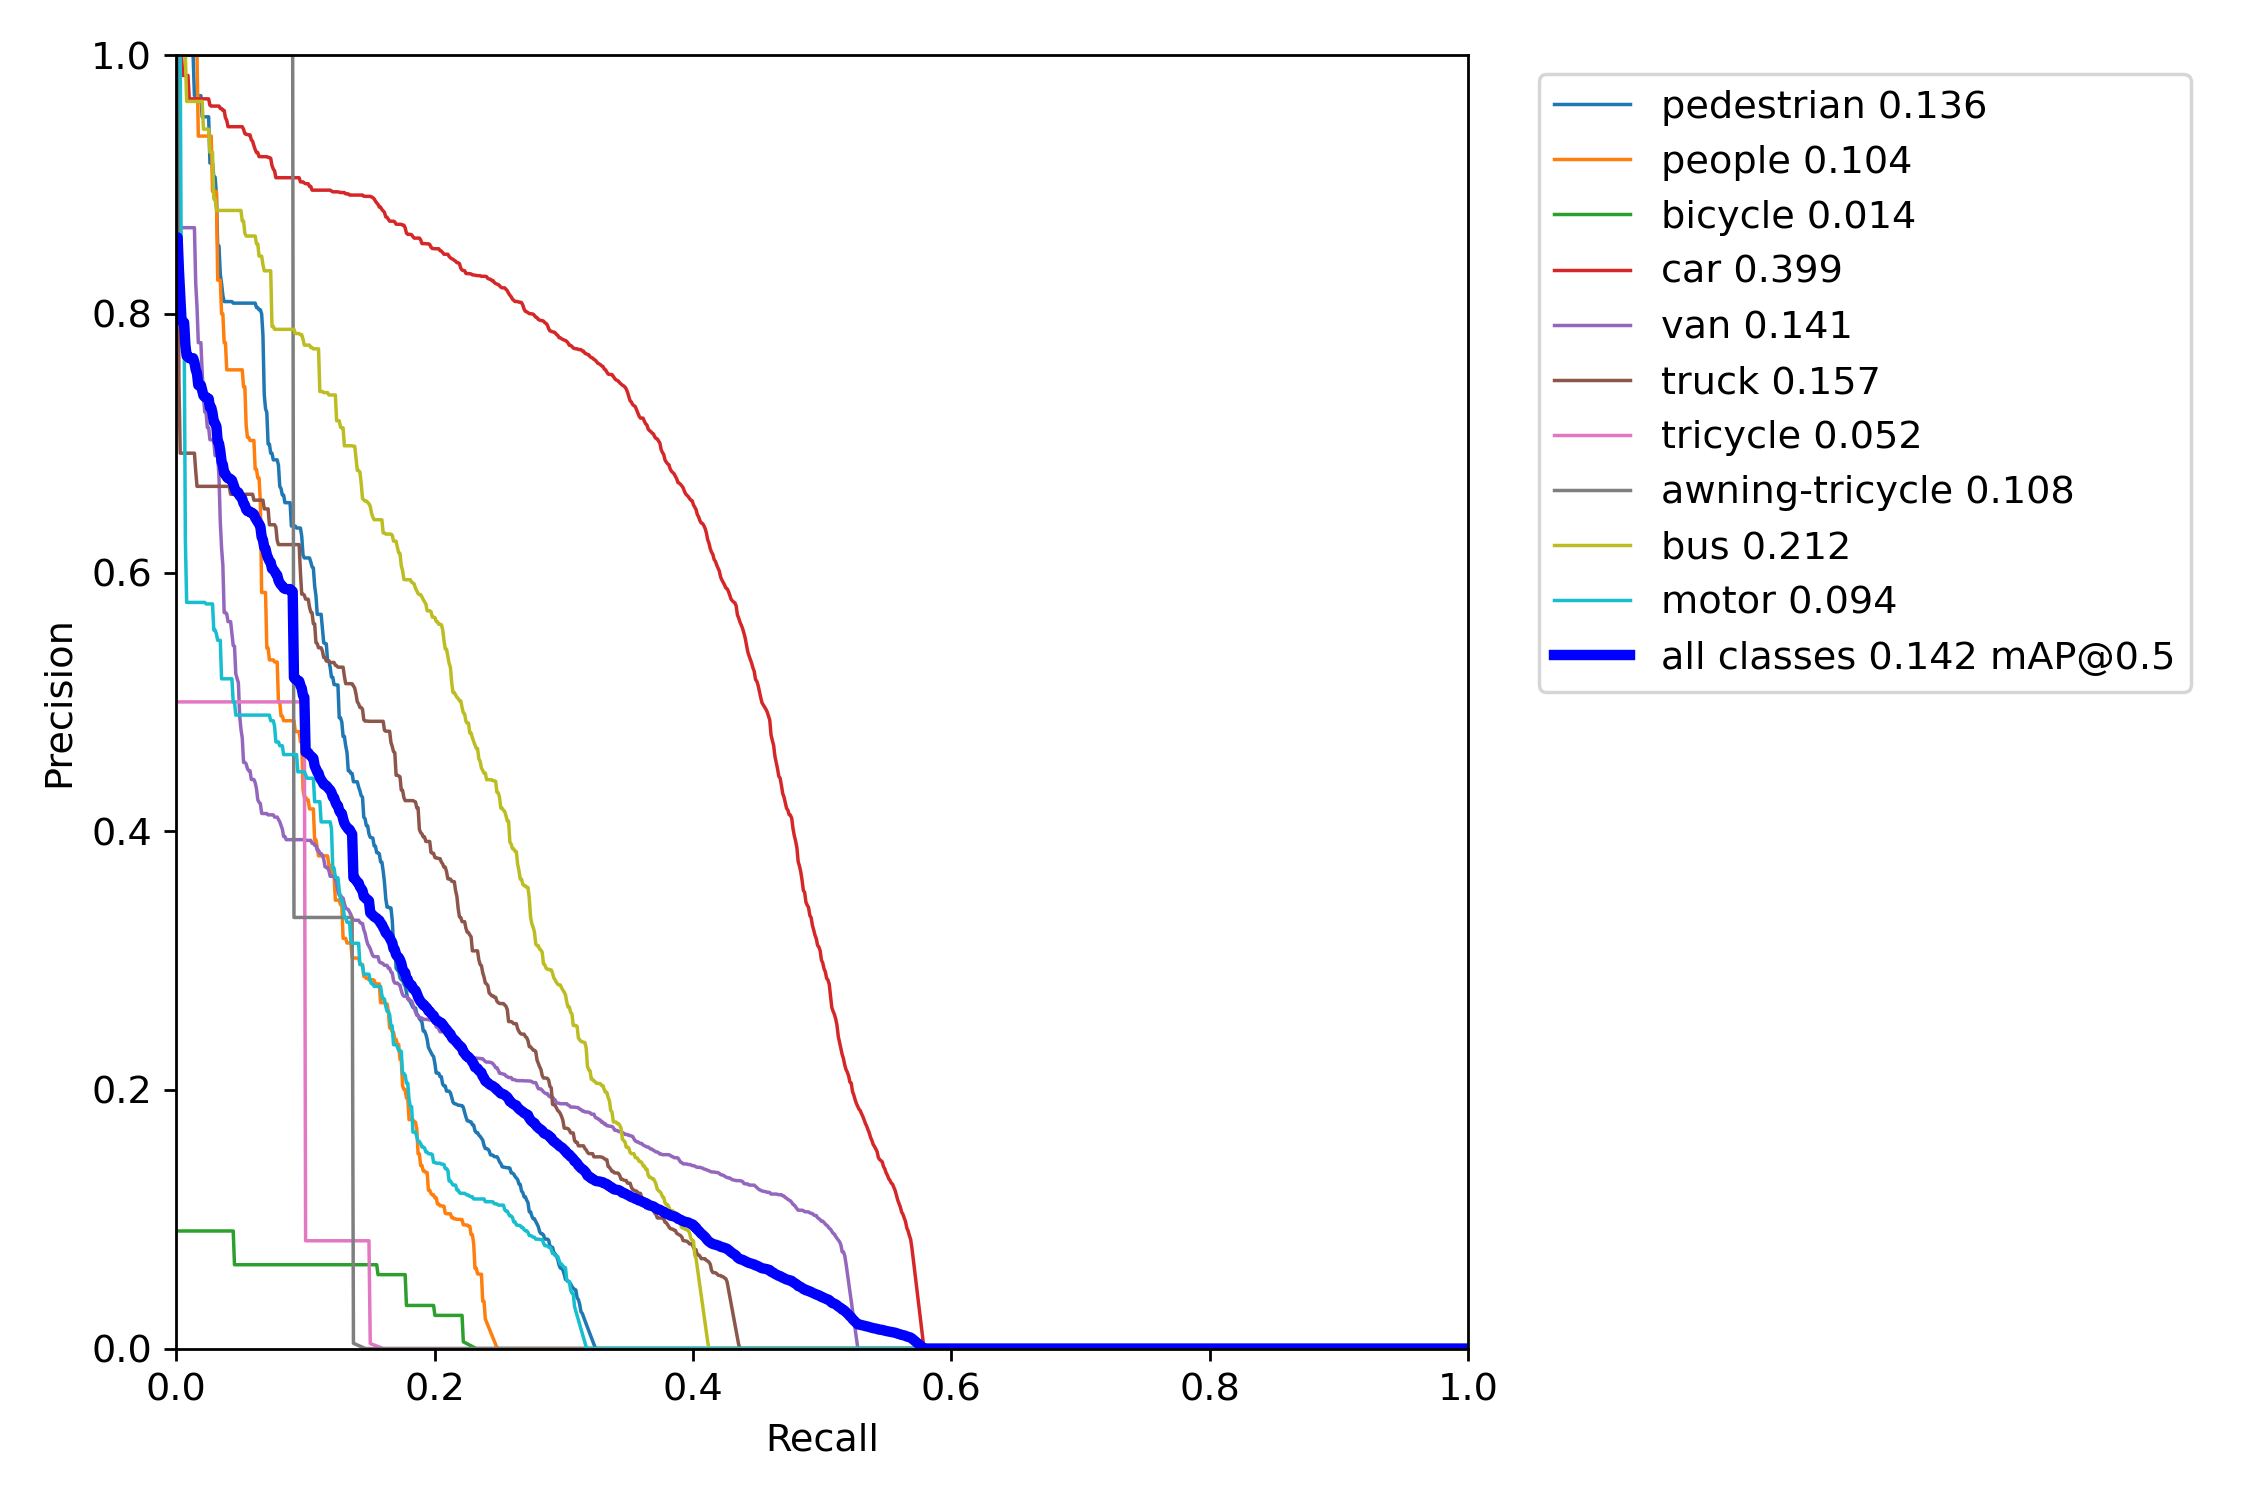 1.0
0.8
0.6
0.4
0.2
0.0
Precision
0.0 0.2 0.4 0.6 0.8 1.0
Recall
pedestrian 0.136
people 0.104
bicycle 0.014
car 0.399
van 0.141
truck 0.157
tricycle 0.052
awning-tricycle 0.108
bus 0.212
motor 0.094
all classes 0.142 mAP@0.5